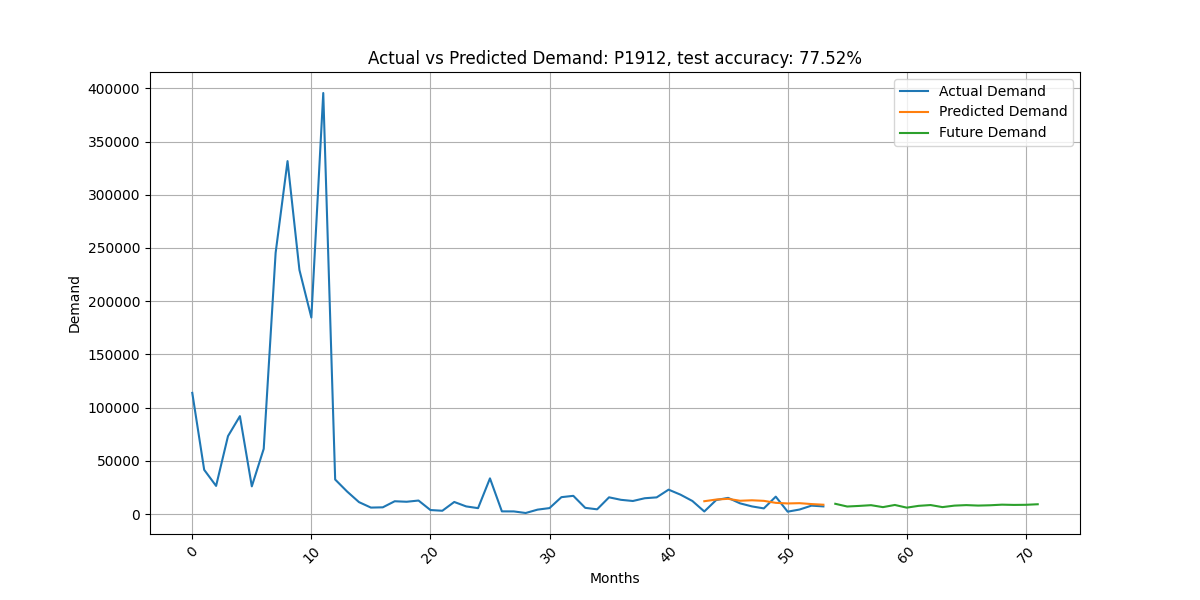 Actual vs Predicted Demand: P1912, test accuracy: 77.52%
Actual Demand
Predicted Demand
Future Demand
400000
350000
300000
250000
200000
150000
100000
50000
0
Demand
0
10
20
30
40
50
60
70
Months